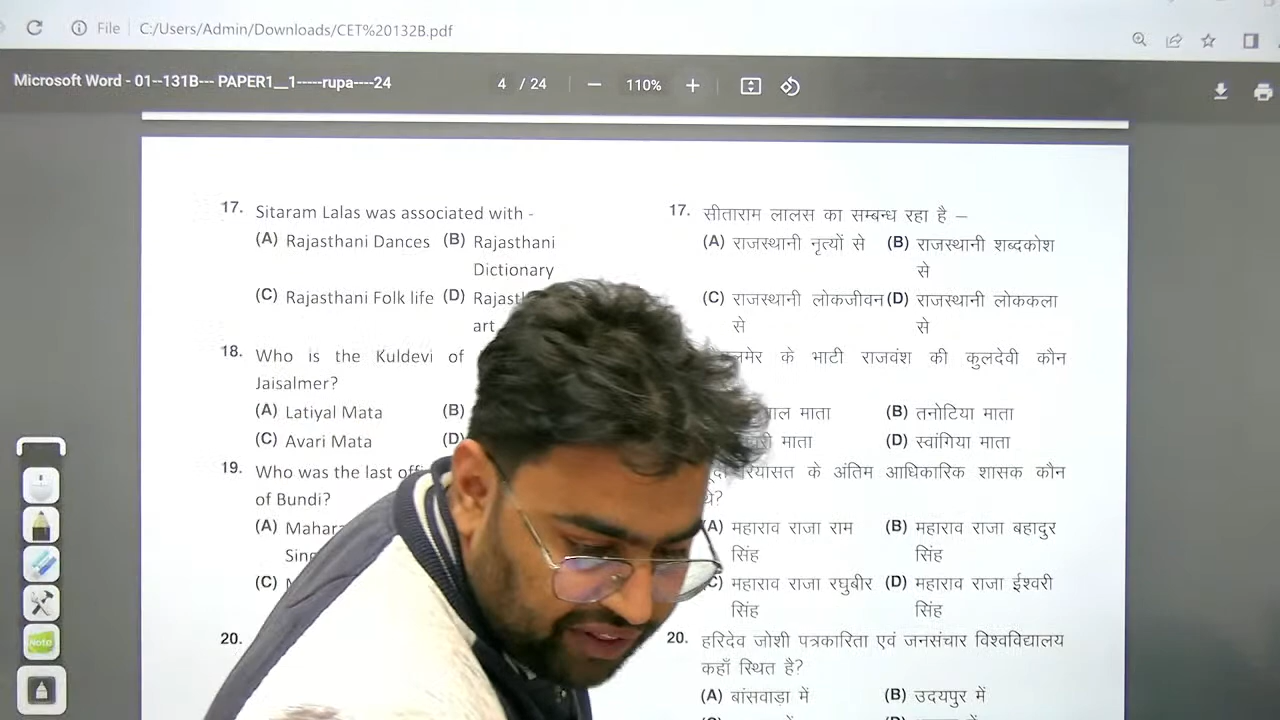 File C:/Users/Admin/Downloads/CET%20132B.pdf
Microsoft Word - 01--131B--- PAPER1__1-----rupa----24
4 / 24
110%
17. Sitaram Lalas was associated with -
(A) Rajasthani Dances (B) Rajasthani
Dictionary
(C) Rajasthani Folk life (D)
art
18. Who is the Kuldevi of
Jaisalmer?
(A) Latiyal Mata (B)
(C) Avari Mata (D)
19. Who was the last
of Bundi?
(A)
(C)
20.
17. सीताराम लालस का सम्बन्ध रहा है –
(A) राजस्थानी नृत्यों से (B) राजस्थानी शब्दकोश
से
(C) राजस्थानी लोकजीवन (D) राजस्थानी लोककला
से से
के भाटी राजवंश की कुलदेवी कौन
माता (B) तनोटिया माता
माता (D) स्वांगिया माता
रियासत के अंतिम आधिकारिक शासक कौन
थे?
(A) महाराव राजा राम (B) महाराव राजा बहादुर
सिंह सिंह
(C) महाराव राजा रघुबीर (D) महाराव राजा ईश्वरी
सिंह सिंह
20. हरिदेव जोशी पत्रकारिता एवं जनसंचार विश्वविद्यालय
कहाँ स्थित है?
(A) बांसवाड़ा में (B) उदयपुर में
Note